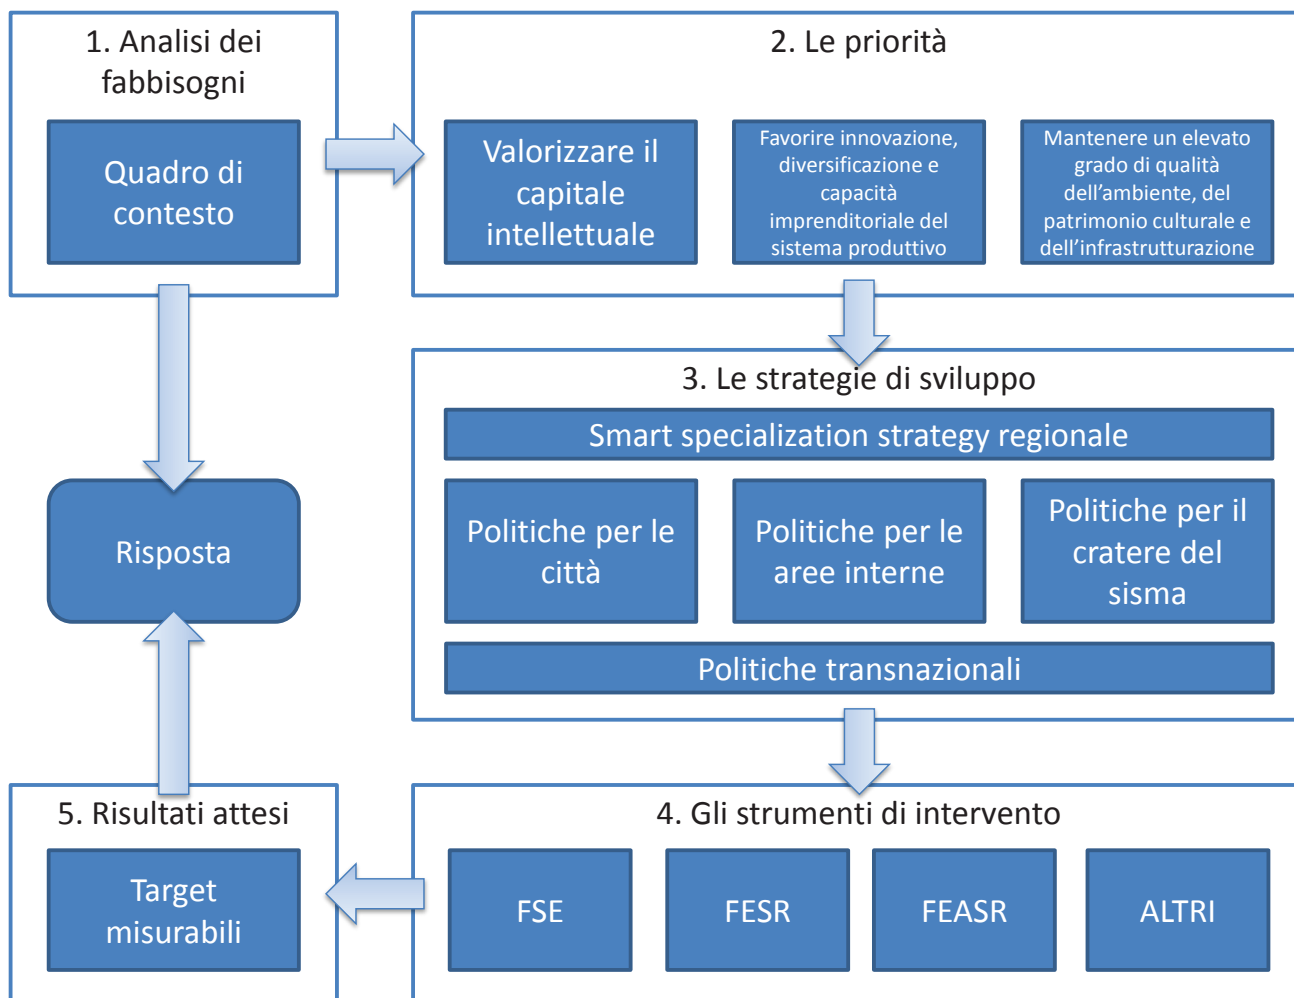 1. Analisi dei
fabbisogni
Quadro di
contesto
2. Le priorità
Valorizzare il
capitale
intellettuale
Favorire innovazione,
diversificazione e
capacità
imprenditoriale del
sistema produttivo
Mantenere un elevato
grado di qualità
dell’ambiente, del
patrimonio culturale e
dell’infrastrutturazione
3. Le strategie di sviluppo
Smart specialization strategy regionale
Politiche per le
città
Politiche per le
aree interne
Politiche per il
cratere del
sisma
Politiche transnazionali
Risposta
4. Gli strumenti di intervento
FSE
FESR
FEASR
ALTRI
5. Risultati attesi
Target
misurabili